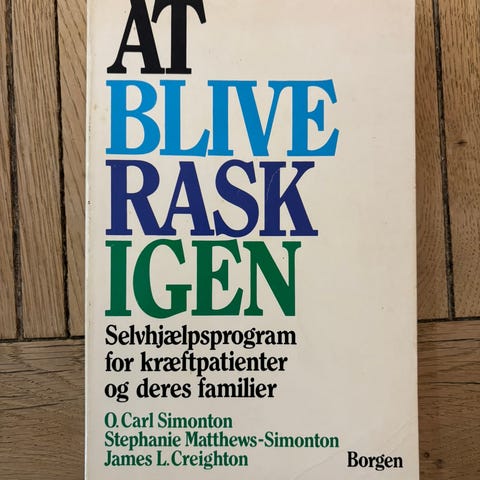 AT
BLIVE
RASK
IGEN
Selvhjælpsprogram
for kræftpatienter
og deres familier
O. Carl Simonton
Stephanie Matthews-Simonton
James L. Creighton Borgen